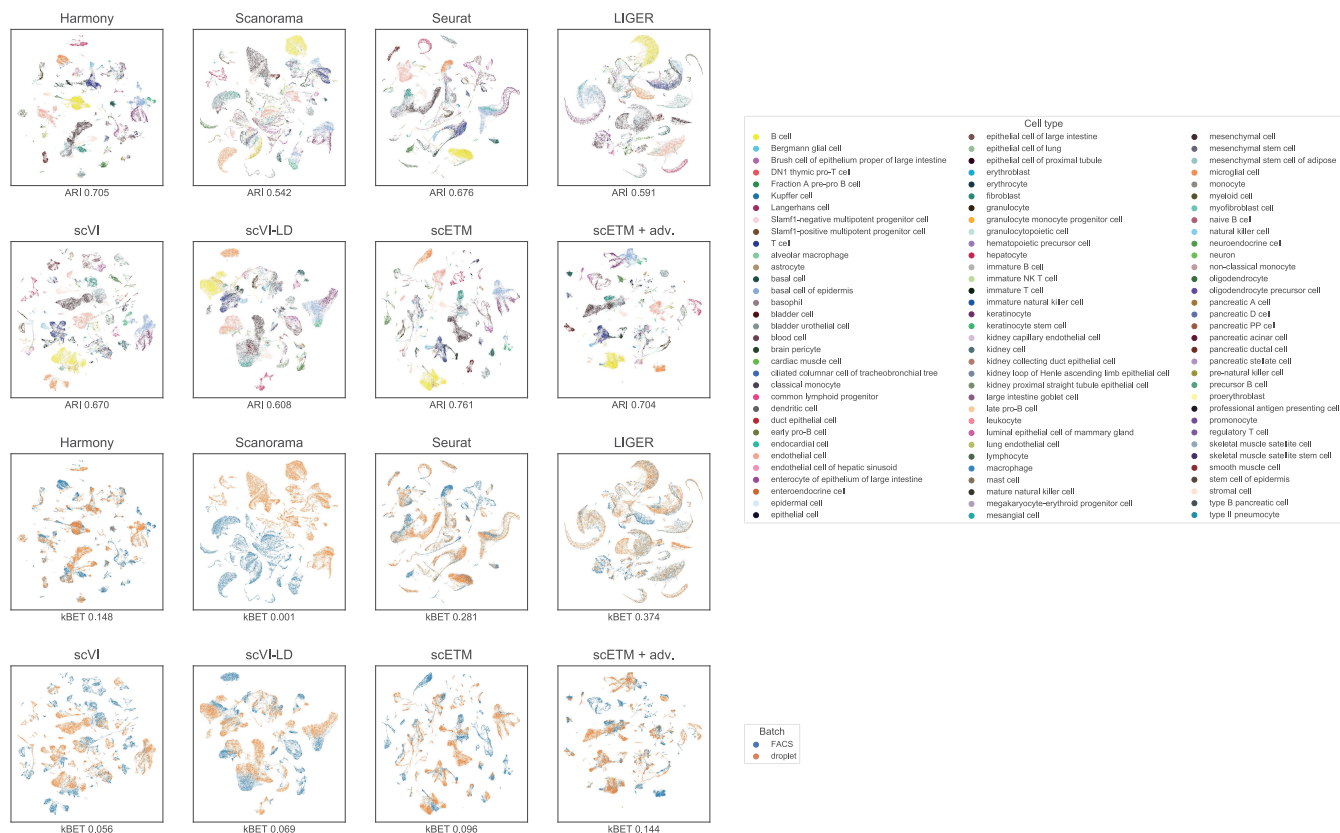 Harmony
Scanorama
Seurat
LIGER
ARI 0.705
ARI 0.542
ARI 0.676
ARI 0.591
scVI
scVI-LD
scETM
scETM + adv.
ARI 0.670
ARI 0.608
ARI 0.761
ARI 0.704
Harmony
Scanorama
Seurat
LIGER
kBET 0.148
kBET 0.001
kBET 0.281
kBET 0.374
scVI
scVI-LD
scETM
scETM + adv.
kBET 0.056
kBET 0.069
kBET 0.096
kBET 0.144
Cell type
B cell
Bergmann glial cell
Brush cell of epithelium proper of large intestine
DN1 thymic pro-T cell
Fraction A pre-pro B cell
Kupffer cell
Langerhans cell
Slamf1-negative multipotent progenitor cell
Slamf1-positive multipotent progenitor cell
T cell
alveolar macrophage
astrocyte
basal cell
basal cell of epidermis
basophil
bladder cell
bladder urothelial cell
blood cell
brain pericyte
cardiac muscle cell
ciliated columnar cell of tracheobronchial tree
classical monocyte
common lymphoid progenitor
dendritic cell
duct epithelial cell
early pro-B cell
endocardial cell
endothelial cell
endothelial cell of hepatic sinusoid
enterocyte of epithelium of large intestine
enteroendocrine cell
epidermal cell
epithelial cell
epithelial cell of large intestine
epithelial cell of lung
epithelial cell of proximal tubule
erythroblast
erythrocyte
fibroblast
granulocyte
granulocyte monocyte progenitor cell
granulocytopoietic cell
hematopoietic precursor cell
hepatocyte
immature B cell
immature NK T cell
immature T cell
immature natural killer cell
keratinocyte
keratinocyte stem cell
kidney capillary endothelial cell
kidney cell
kidney collecting duct epithelial cell
kidney loop of Henle ascending limb epithelial cell
kidney proximal straight tubule epithelial cell
large intestine goblet cell
late pro-B cell
leukocyte
luminal epithelial cell of mammary gland
lung endothelial cell
lymphocyte
macrophage
mast cell
mature natural killer cell
megakaryocyte-erythroid progenitor cell
mesangial cell
mesenchymal cell
mesenchymal stem cell
mesenchymal stem cell of adipose
microglial cell
monocyte
myeloid cell
myofibroblast cell
naive B cell
natural killer cell
neuroendocrine cell
neuron
non-classical monocyte
oligodendrocyte
oligodendrocyte precursor cell
pancreatic A cell
pancreatic D cell
pancreatic PP cell
pancreatic acinar cell
pancreatic ductal cell
pancreatic stellate cell
pre-natural killer cell
precursor B cell
proerythroblast
professional antigen presenting cell
promonocyte
regulatory T cell
skeletal muscle satellite cell
skeletal muscle satellite stem cell
smooth muscle cell
stem cell of epidermis
stromal cell
type B pancreatic cell
type II pneumocyte
Batch
FACS
droplet